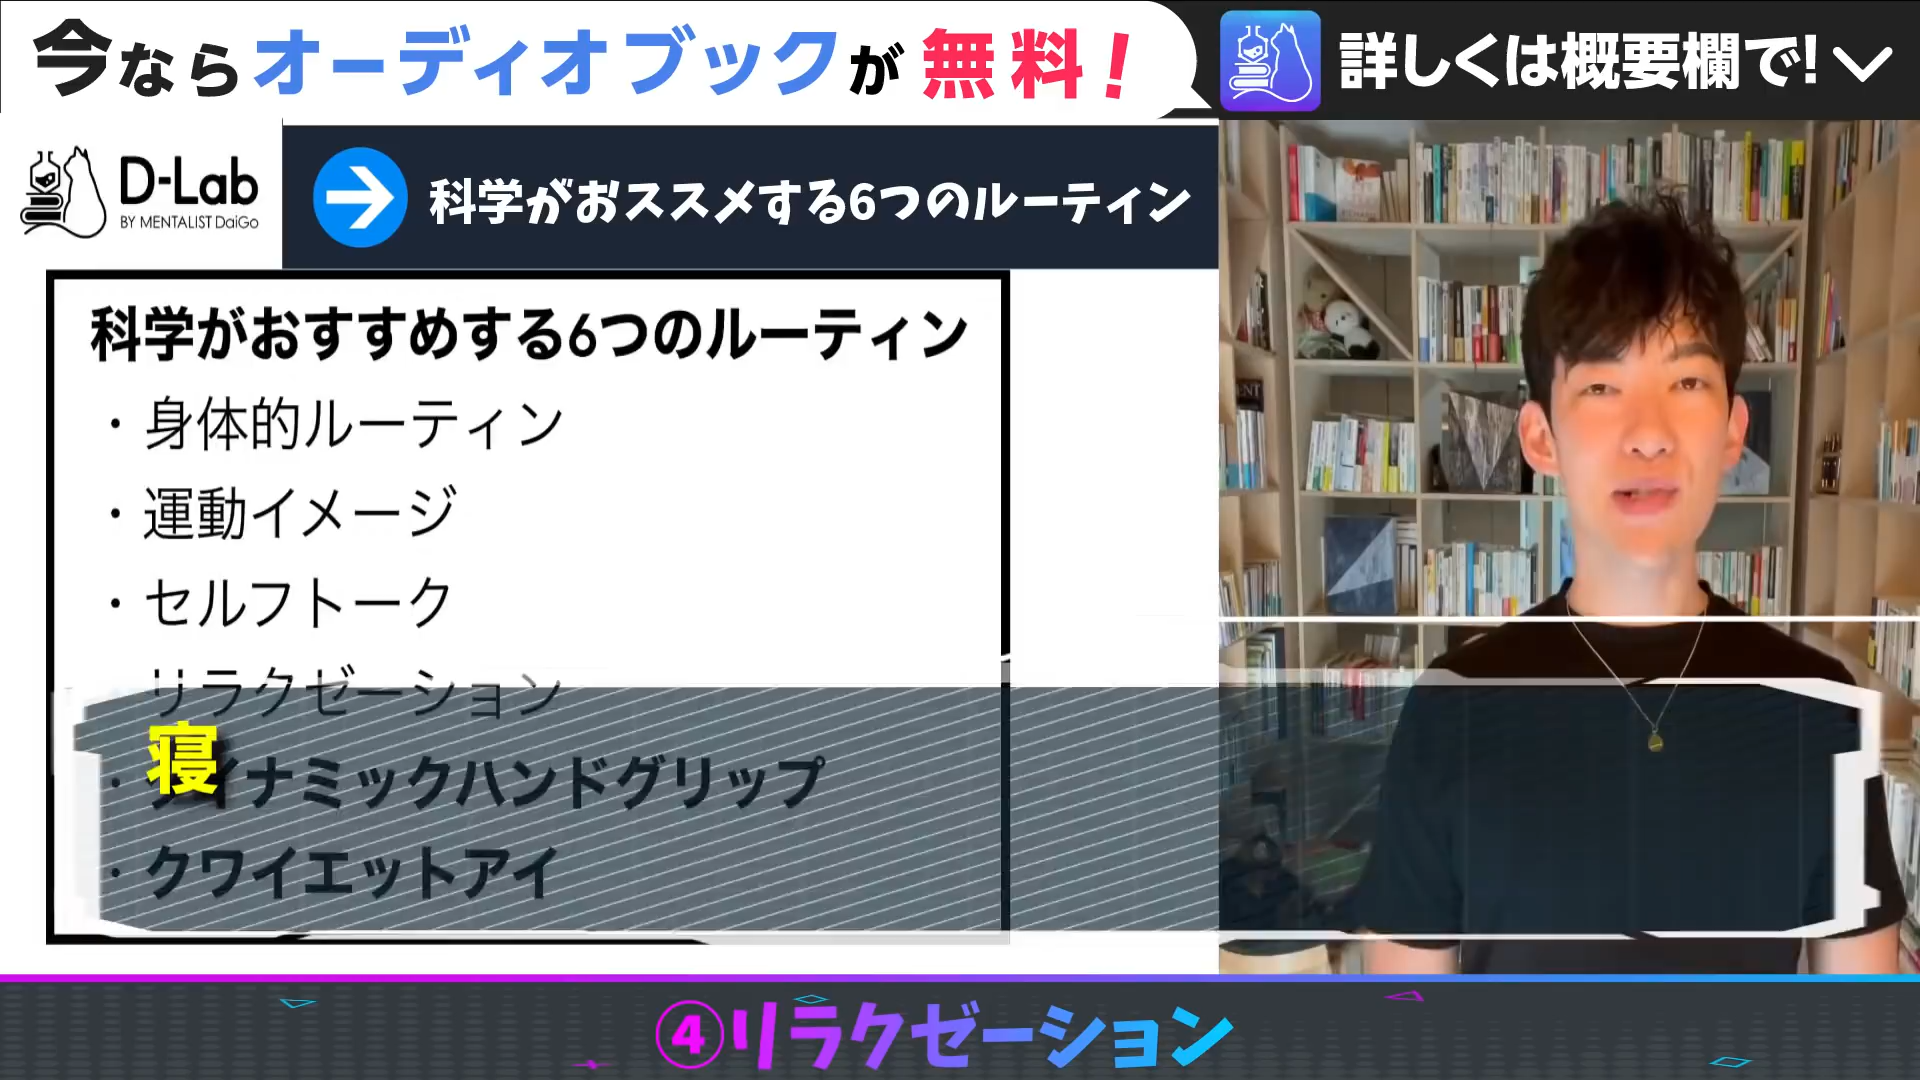 今ならオーディオブックが無料!
詳しくは概要欄で!
D-Lab
BY MENTALIST DaiGo
科学がおススメする6つのルーティン
科学がおすすめする6つのルーティン
・身体的ルーティン
・運動イメージ
・セルフトーク
・リラクゼーション
寝
・ダイナミックハンドグリップ
・クワイエットアイ
④リラクゼーション